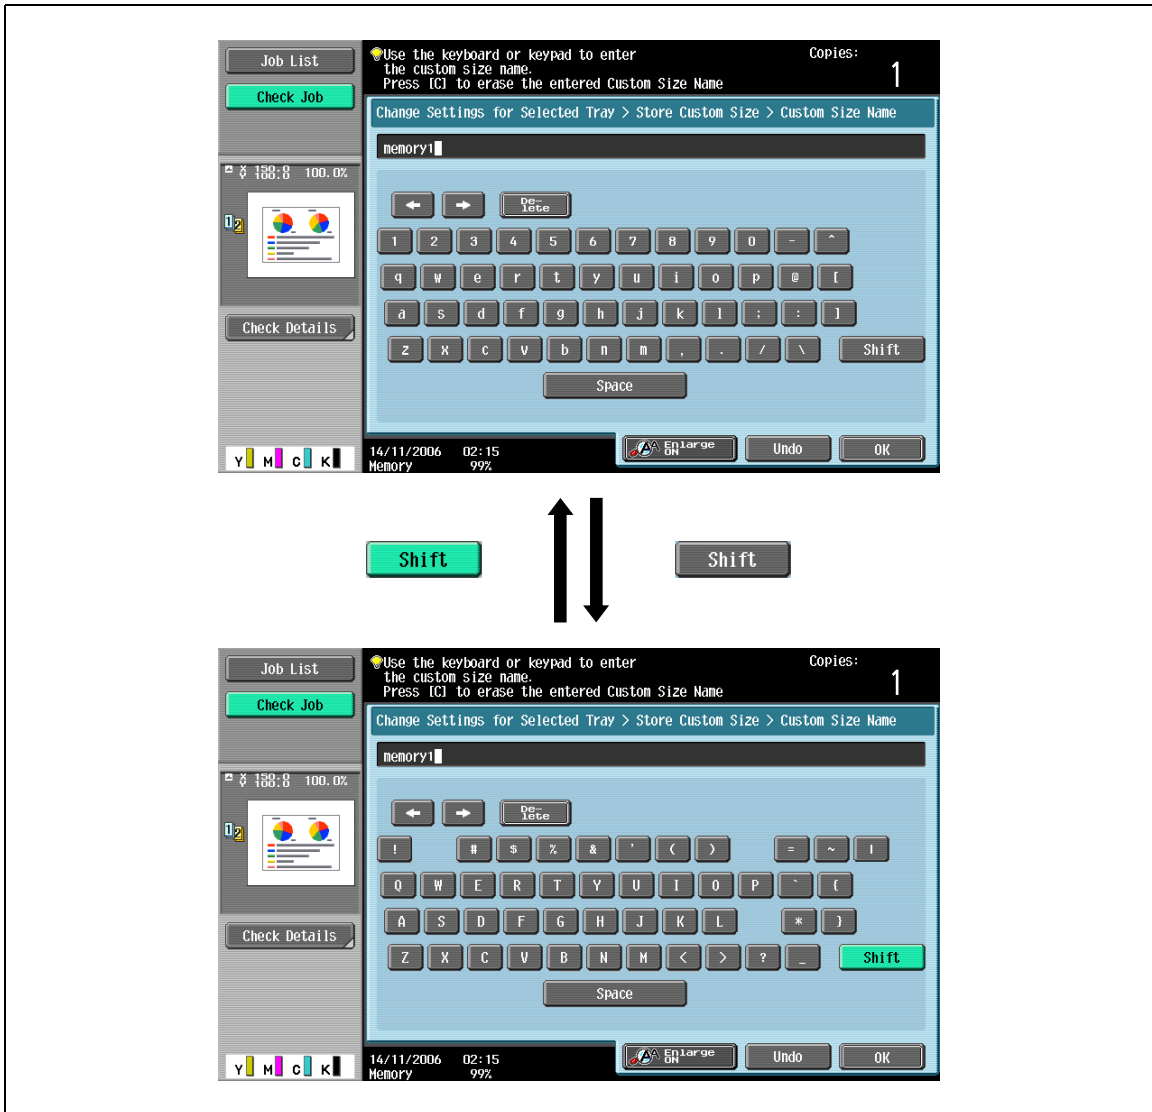 Job List
Check Job
Use the keyboard or keypad to enter
the custom size name.
Press [C] to erase the entered Custom Size Name
Copies:
1
Change Settings for Selected Tray > Store Custom Size > Custom Size Name
memory1
100.0%
1 2
← → De-lete
1 2 3 4 5 6 7 8 9 0 - ^
q w e r t y u i o p @ [
a s d f g h j k l ; : ]
z x c v b n m , . / \ Shift
Space
Check Details
Y M C K
14/11/2006 02:15
Memory 99%
Enlarge ON
Undo
OK
Shift
Shift
Job List
Check Job
Use the keyboard or keypad to enter
the custom size name.
Press [C] to erase the entered Custom Size Name
Copies:
1
Change Settings for Selected Tray > Store Custom Size > Custom Size Name
memory1
100.0%
1 2
← → De-lete
! # $ % & ' ( ) = ~ |
Q W E R T Y U I O P ` {
A S D F G H J K L * }
Z X C V B N M < > ? _ Shift
Space
Check Details
Y M C K
14/11/2006 02:15
Memory 99%
Enlarge ON
Undo
OK